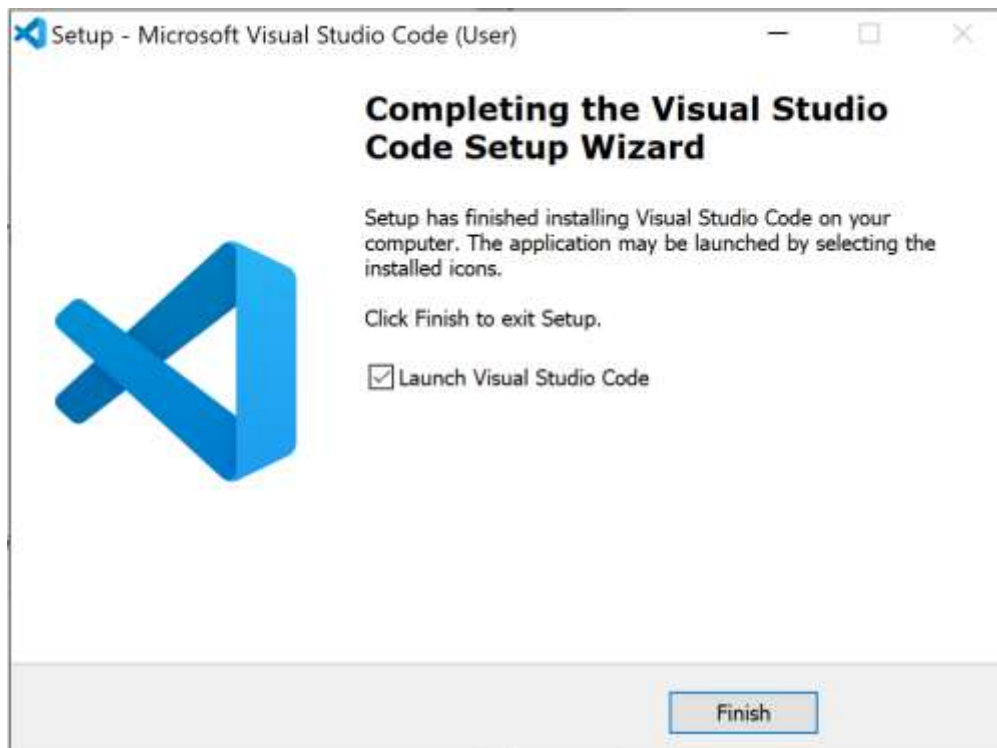 Setup - Microsoft Visual Studio Code (User)
Completing the Visual Studio
Code Setup Wizard
Setup has finished installing Visual Studio Code on your
computer. The application may be launched by selecting the
installed icons.
Click Finish to exit Setup.
Launch Visual Studio Code
Finish